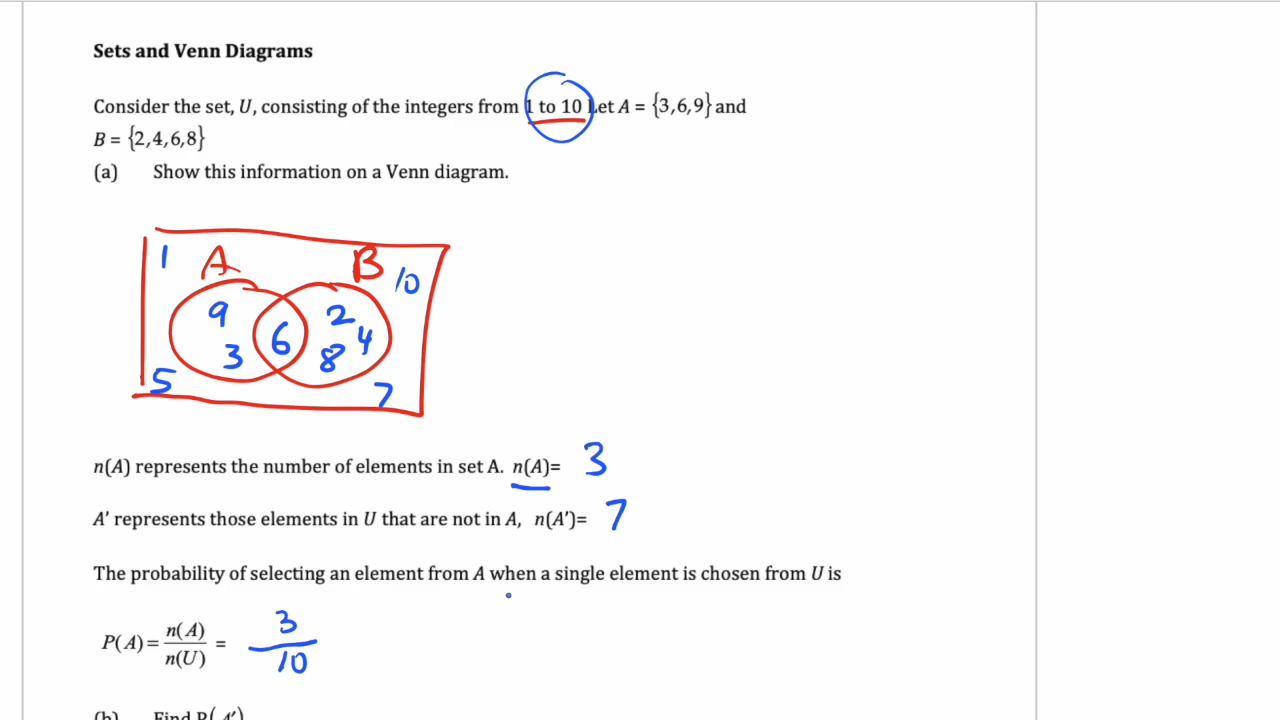 Sets and Venn Diagrams
Consider the set, U, consisting of the integers from 1 to 10 Let A = {3,6,9} and
B = {2,4,6,8}
(a) Show this information on a Venn diagram.
1 A B 10
9 6 2
3 8 4
5 7
n(A) represents the number of elements in set A. n(A)= 3
A' represents those elements in U that are not in A, n(A')= 7
The probability of selecting an element from A when a single element is chosen from U is
P(A)= n(A)/n(U) = 3/10
(b) Find P(A')